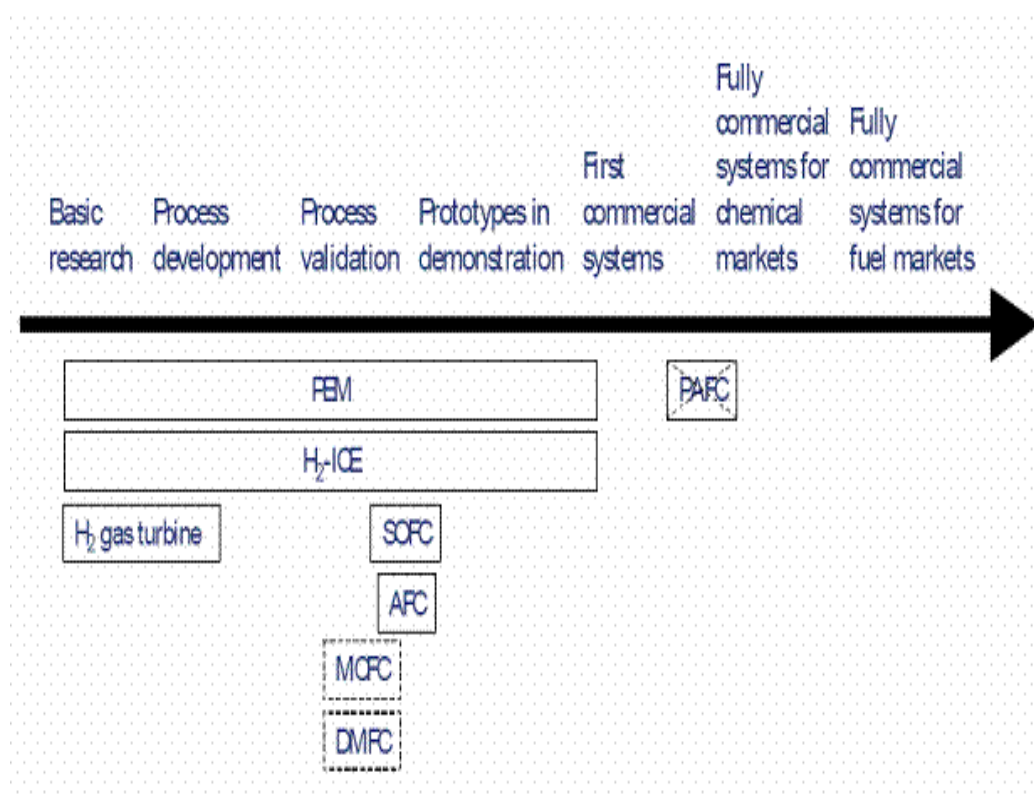 Basic
research
Process
development
Process
validation
Prototypes in
demonstration
First
commercial
systems
Fully
commercial
systems for
chemical
markets
Fully
commercial
systems for
fuel markets
PEM
PAFC
H₂-ICE
H₂ gas turbine
SOFC
AFC
MCFC
DMFC